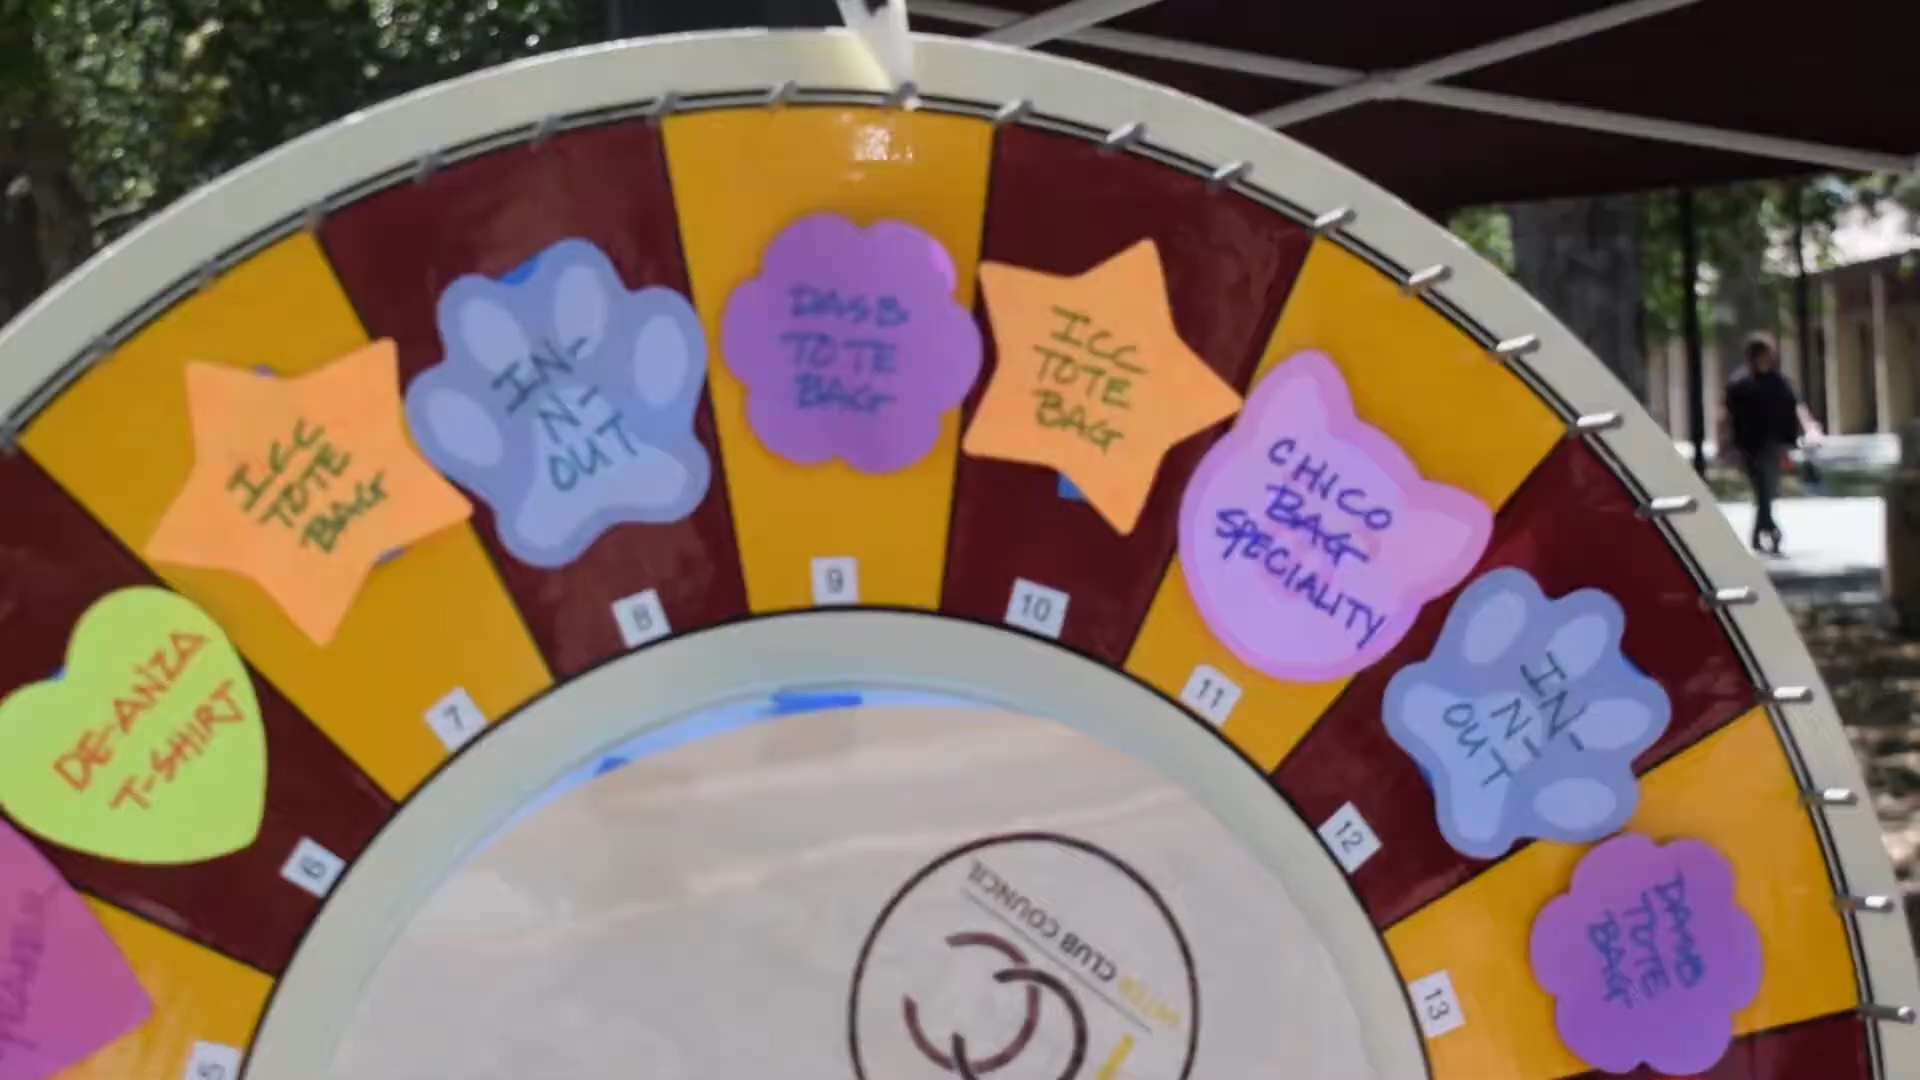 DE-ANZA
T-SHIRT
ICC
TOTE
BAG
IN-
N-
OUT
DASB
TOTE
BAG
ICC
TOTE
BAG
CHICO
BAG
SPECIALITY
IN-
N-
OUT
DASB
TOTE
BAG
5
6
7
8
9
10
11
12
13
CLUB COUNCIL